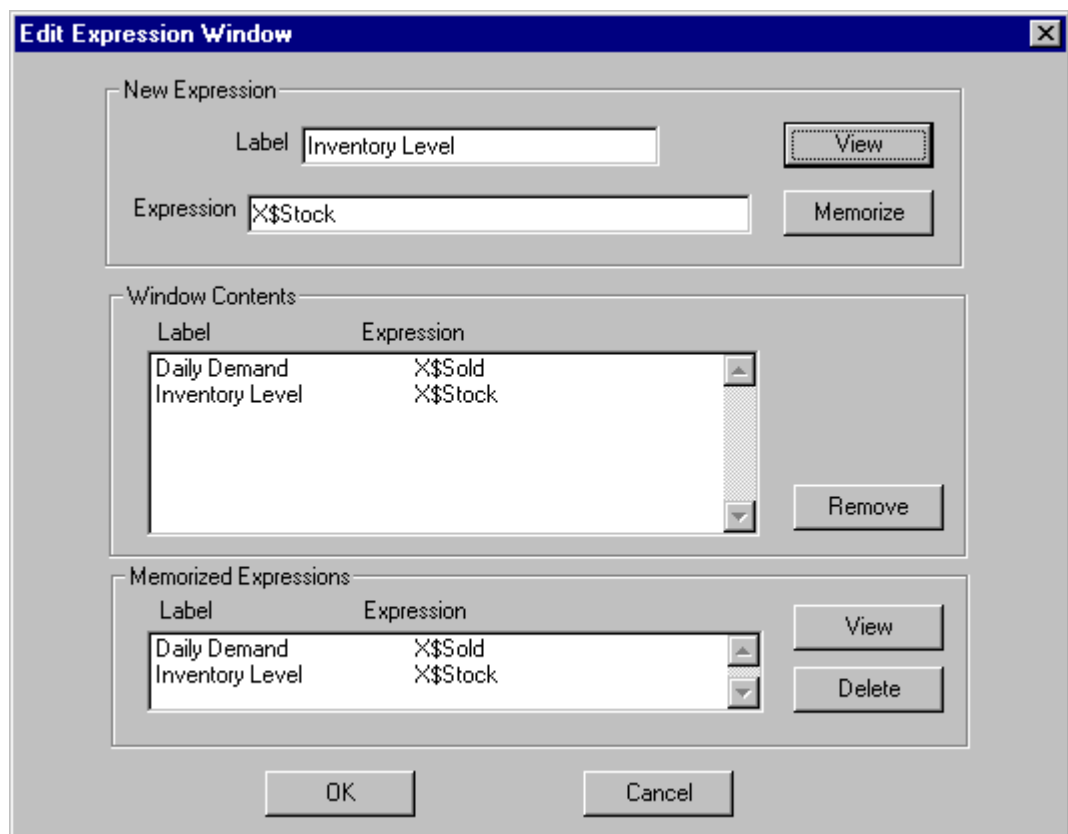 Edit Expression Window
New Expression
Label Inventory Level View
Expression X$Stock Memorize
Window Contents
Label Expression
Daily Demand X$Sold
Inventory Level X$Stock
Remove
Memorized Expressions
Label Expression
View
Daily Demand X$Sold
Inventory Level X$Stock
Delete
OK Cancel